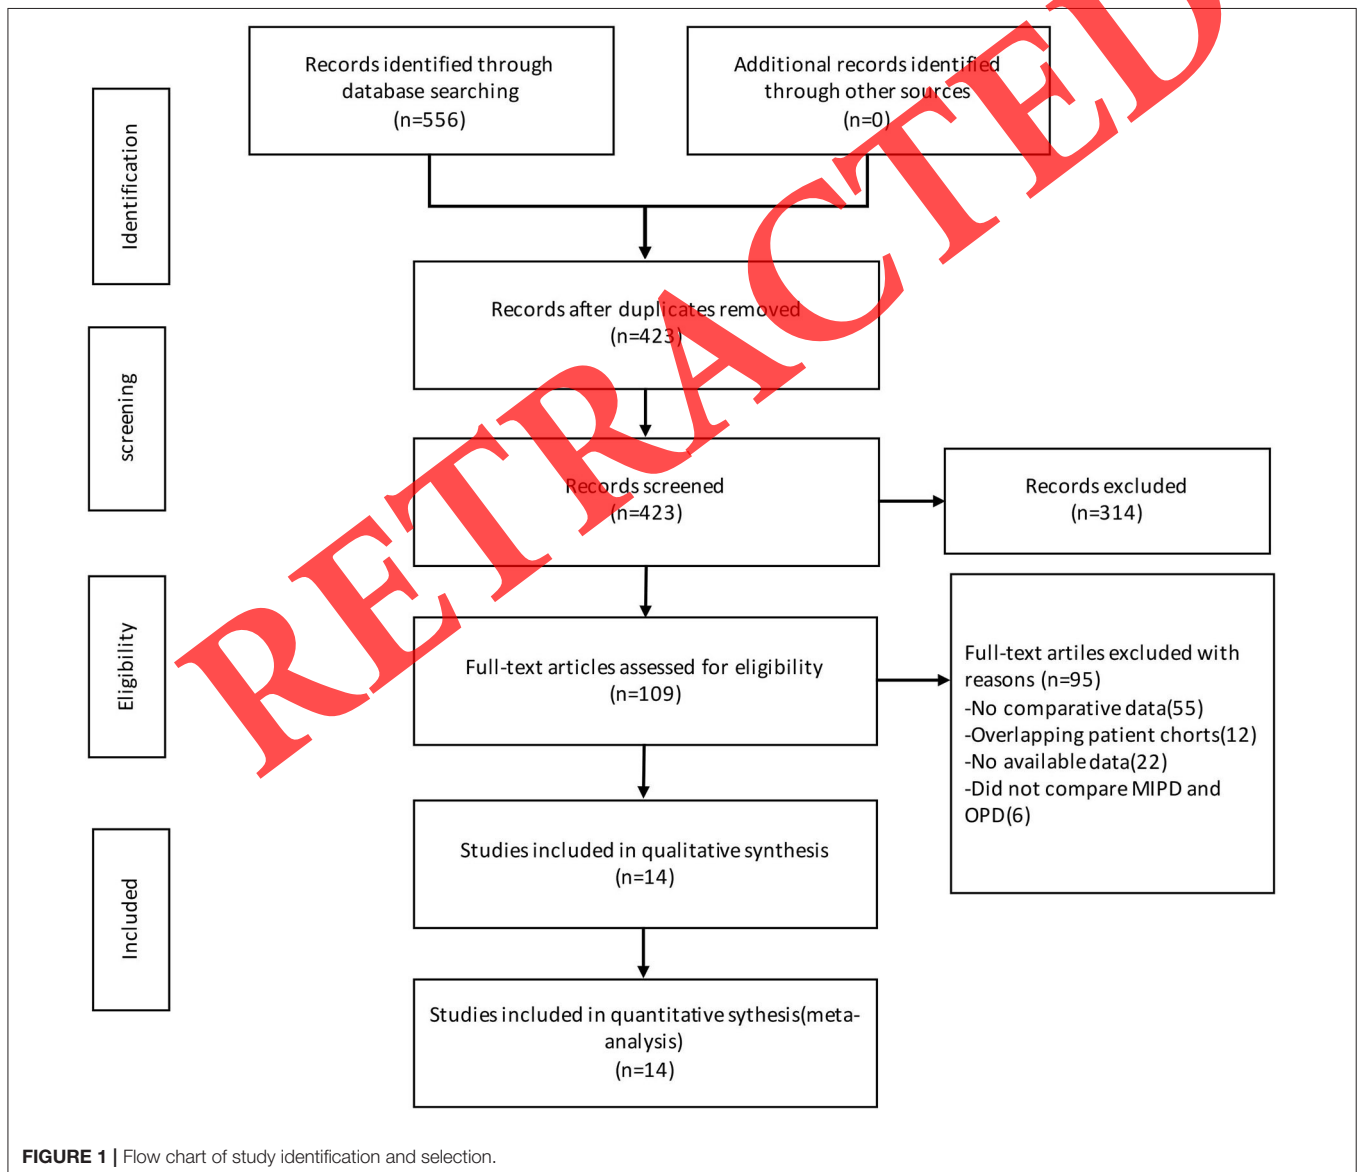 Records identified through
database searching
(n=556)
Additional records identified
through other sources
(n=0)
Identification
Records after duplicates removed
(n=423)
screening
Records screened
(n=423)
Records excluded
(n=314)
Eligibility
Full-text articles assessed for eligibility
(n=109)
Full-text artiles excluded with
reasons (n=95)
-No comparative data(55)
-Overlapping patient chorts(12)
-No available data(22)
-Did not compare MIPD and
OPD(6)
Included
Studies included in qualitative synthesis
(n=14)
Studies included in quantitative sythesis(meta-
analysis)
(n=14)
RETRACTED
FIGURE 1 | Flow chart of study identification and selection.